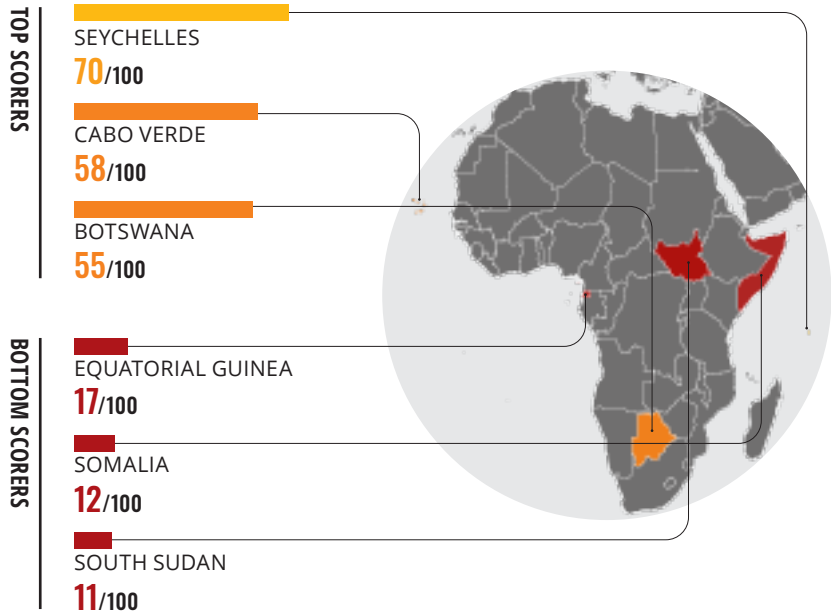 TOP SCORERS
SEYCHELLES
70/100
CABO VERDE
58/100
BOTSWANA
55/100
BOTTOM SCORERS
EQUATORIAL GUINEA
17/100
SOMALIA
12/100
SOUTH SUDAN
11/100